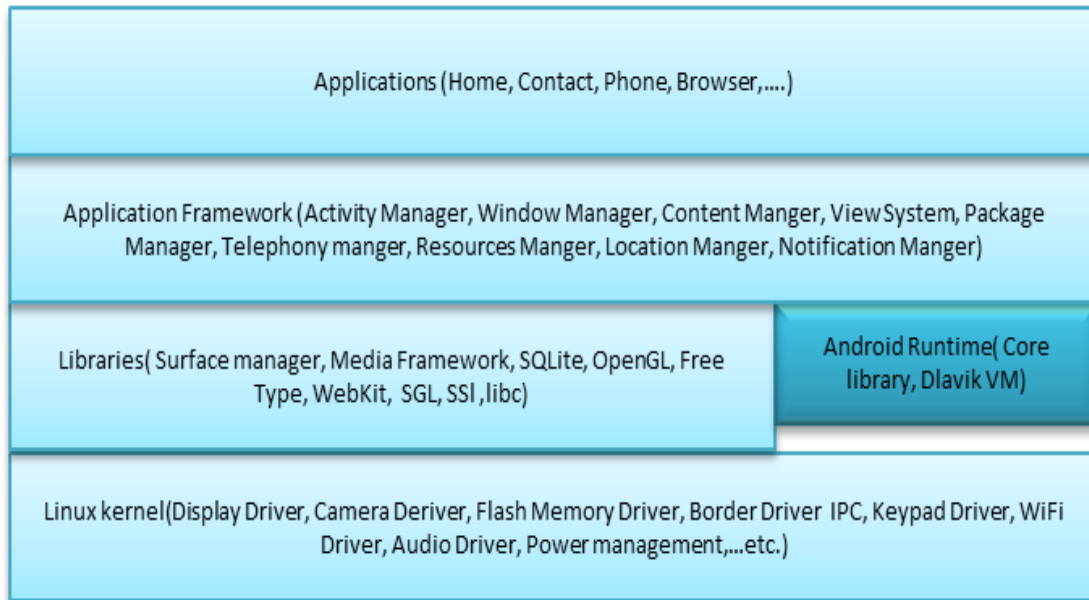 Applications (Home, Contact, Phone, Browser,....)
Application Framework (Activity Manager, Window Manager, Content Manger, View System, Package
Manager, Telephony manger, Resources Manger, Location Manger, Notification Manger)
Libraries( Surface manager, Media Framework, SQLite, OpenGL, Free
Type, WebKit, SGL, SSl ,libc)
Android Runtime( Core
library, Dlavik VM)
Linux kernel(Display Driver, Camera Deriver, Flash Memory Driver, Border Driver IPC, Keypad Driver, WiFi
Driver, Audio Driver, Power management,...etc.)